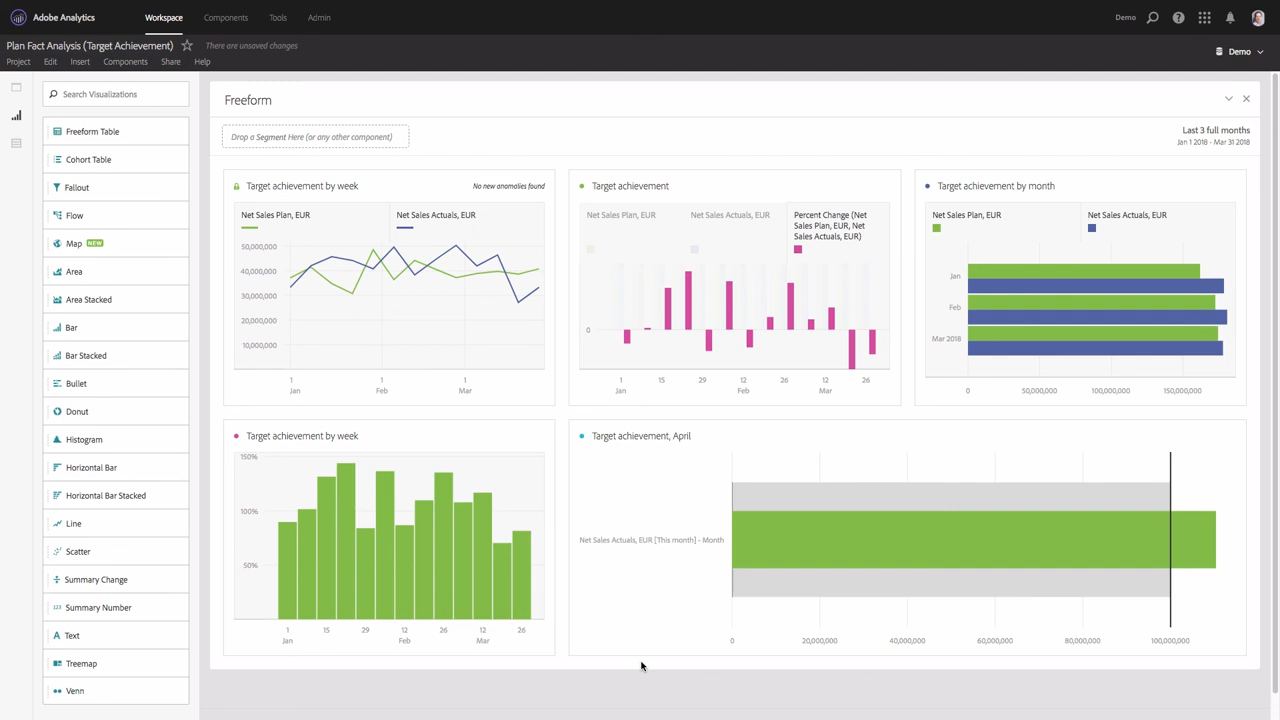 Adobe Analytics
Workspace
Components
Tools
Admin
Demo
Plan Fact Analysis (Target Achievement)
There are unsaved changes
Demo
Project
Edit
Insert
Components
Share
Help
Search Visualizations
Freeform Table
Cohort Table
Fallout
Flow
Map NEW
Area
Area Stacked
Bar
Bar Stacked
Bullet
Donut
Histogram
Horizontal Bar
Horizontal Bar Stacked
Line
Scatter
Summary Change
123 Summary Number
A Text
Treemap
Venn
Freeform
Drop a Segment Here (or any other component)
Last 3 full months
Jan 1 2018 - Mar 31 2018
Target achievement by week
No new anomalies found
Net Sales Plan, EUR
Net Sales Actuals, EUR
50,000,000
40,000,000
30,000,000
20,000,000
10,000,000
1 1 1
Jan Feb Mar
Target achievement
Net Sales Plan, EUR
Net Sales Actuals, EUR
Percent Change (Net
Sales Plan, EUR, Net
Sales Actuals, EUR)
0
1 15 29 12 26 12 26
Jan Feb Mar
Target achievement by month
Net Sales Plan, EUR
Net Sales Actuals, EUR
Jan
Feb
Mar 2018
0 50,000,000 100,000,000 150,000,000
Target achievement by week
150%
100%
50%
1 15 29 12 26 12 26
Jan Feb Mar
Target achievement, April
Net Sales Actuals, EUR [This month] - Month
0 20,000,000 40,000,000 60,000,000 80,000,000 100,000,000